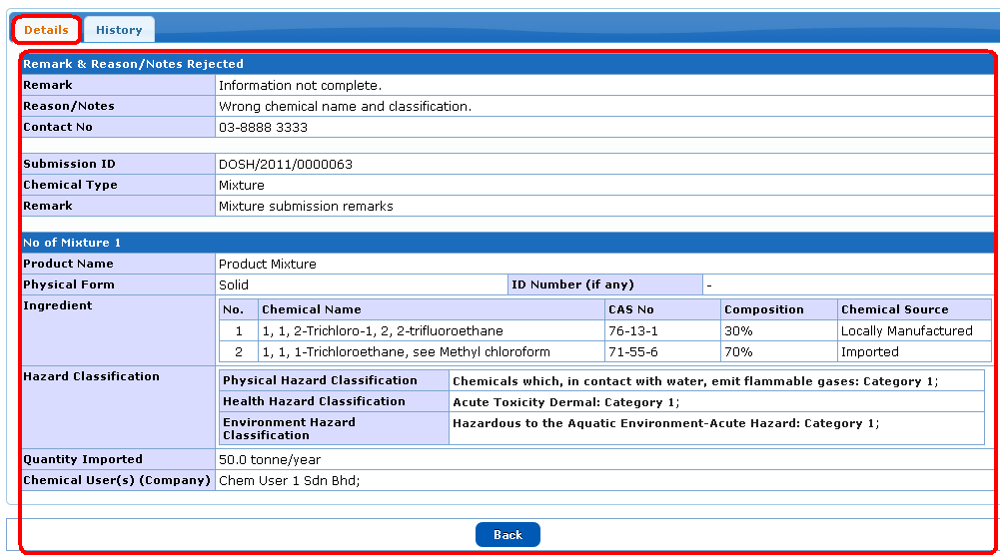 Details History
Remark & Reason/Notes Rejected
Remark Information not complete.
Reason/Notes Wrong chemical name and classification.
Contact No 03-8888 3333
Submission ID DOSH/2011/0000063
Chemical Type Mixture
Remark Mixture submission remarks
No of Mixture 1
Product Name Product Mixture
Physical Form Solid ID Number (if any) -
Ingredient No. Chemical Name CAS No Composition Chemical Source
1 1, 1, 2-Trichloro-1, 2, 2-trifluoroethane 76-13-1 30% Locally Manufactured
2 1, 1, 1-Trichloroethane, see Methyl chloroform 71-55-6 70% Imported
Hazard Classification Physical Hazard Classification Chemicals which, in contact with water, emit flammable gases: Category 1;
Health Hazard Classification Acute Toxicity Dermal: Category 1;
Environment Hazard Hazardous to the Aquatic Environment-Acute Hazard: Category 1;
Classification
Quantity Imported 50.0 tonne/year
Chemical User(s) (Company) Chem User 1 Sdn Bhd;
Back